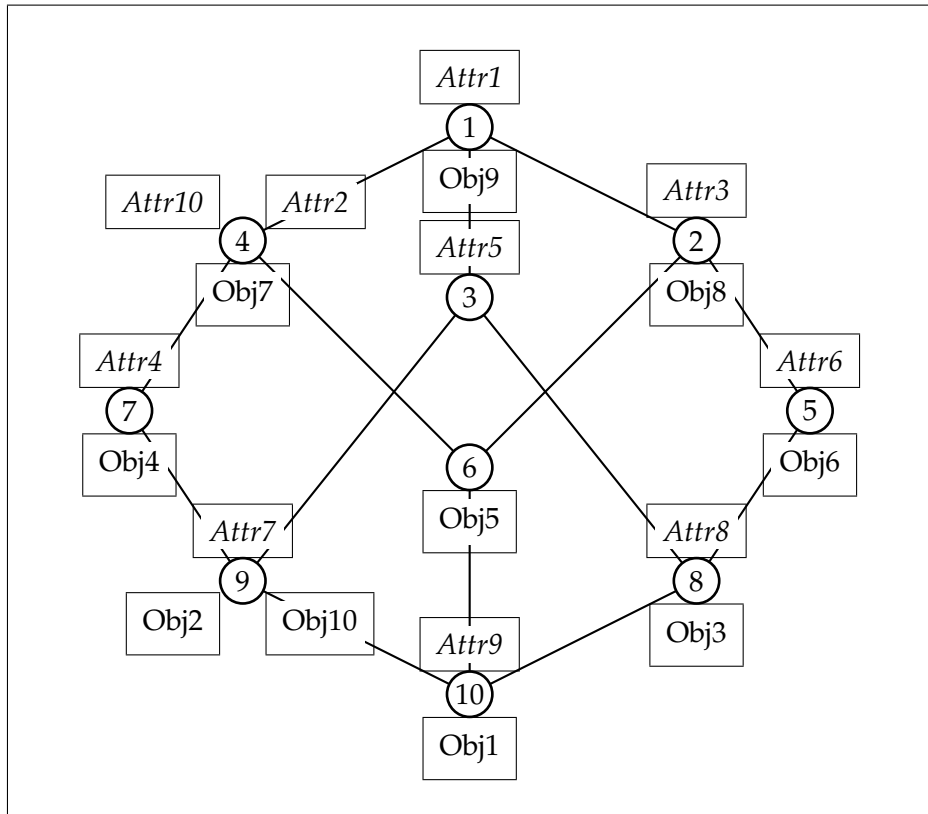 Attr1
1
Obj9
Attr10
Attr2
Attr3
4
2
Attr5
Obj7
Obj8
3
Attr4
Attr6
7
5
Obj4
Obj6
6
Obj5
Attr7
Attr8
9
8
Obj2
Obj10
Obj3
Attr9
10
Obj1